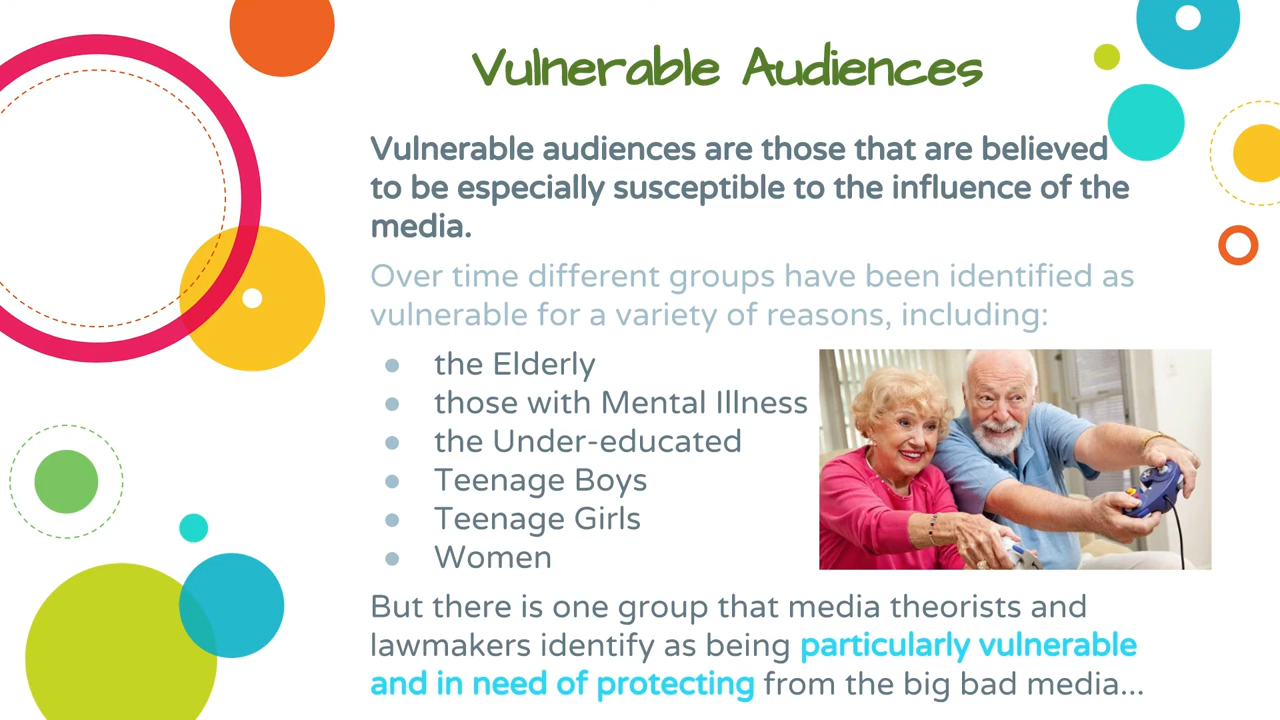 Vulnerable Audiences
Vulnerable audiences are those that are believed
to be especially susceptible to the influence of the
media.
Over time different groups have been identified as
vulnerable for a variety of reasons, including:
● the Elderly
● those with Mental Illness
● the Under-educated
● Teenage Boys
● Teenage Girls
● Women
But there is one group that media theorists and
lawmakers identify as being particularly vulnerable
and in need of protecting from the big bad media...